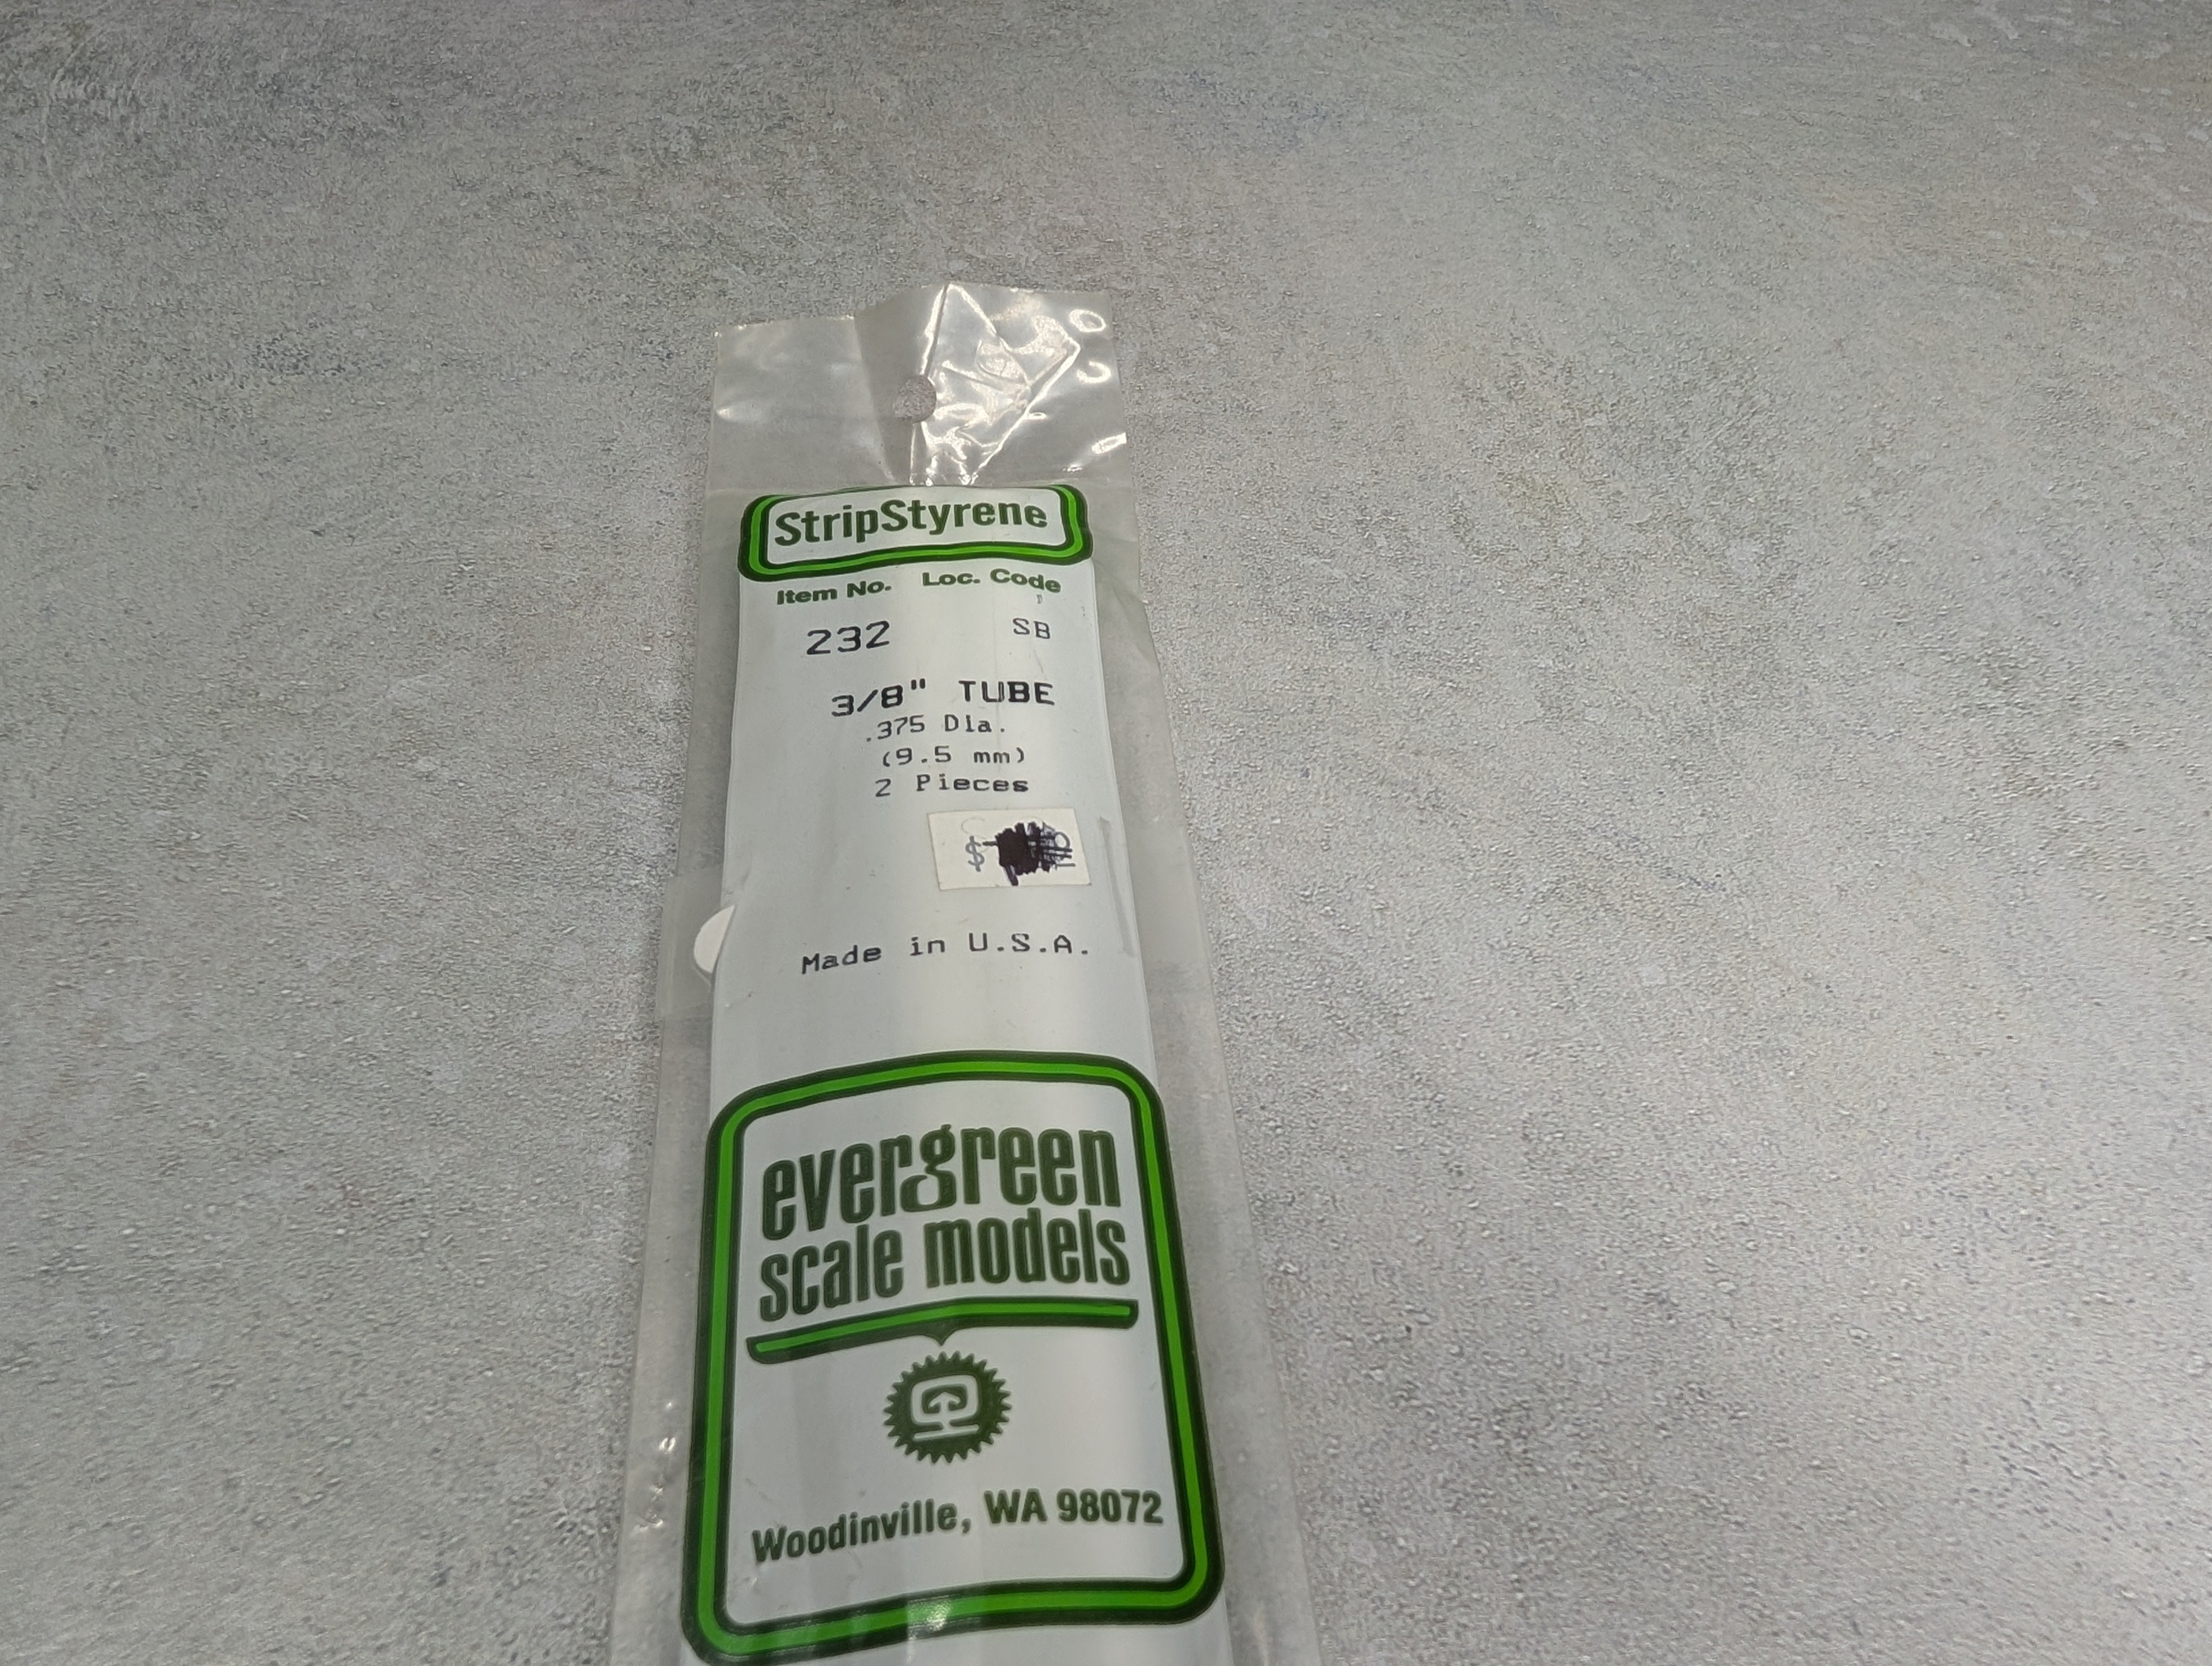 StripStyrene
Item No. Loc. Code
232 SB
3/8" TUBE
.375 Dia.
(9.5 mm)
2 Pieces
$
Made in U.S.A.
evergreen
scale models
Woodinville, WA 98072